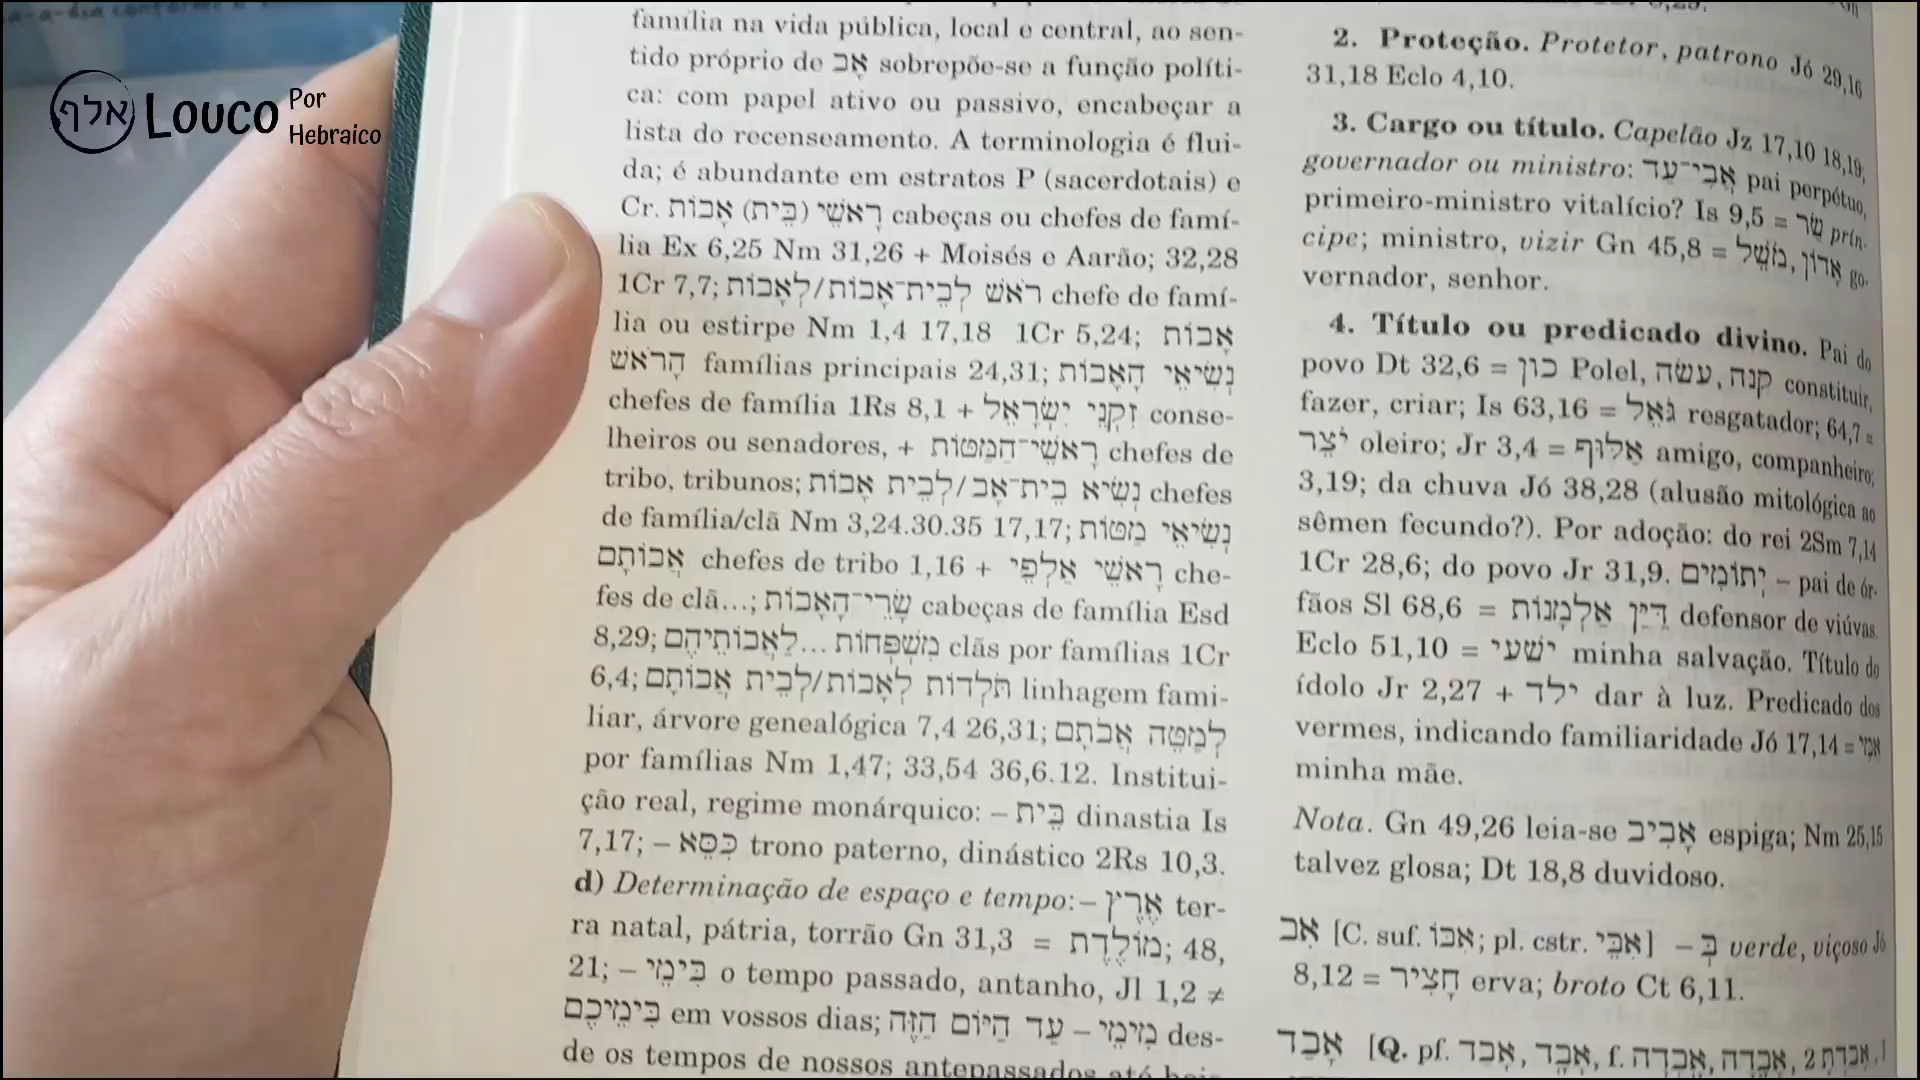 אלף Louco Por Hebraico
família na vida pública, local e central, ao sen-
tido próprio de אָב sobrepõe-se a função políti-
ca: com papel ativo ou passivo, encabeçar a
lista do recenseamento. A terminologia é flui-
da; é abundante em estratos P (sacerdotais) e
Cr. רָאשֵׁי (בֵּית) אָבוֹת cabeças ou chefes de famí-
lia Ex 6,25 Nm 31,26 + Moisés e Aarão; 32,28
1Cr 7,7; רֹאשׁ לְבֵית־אָבוֹת/לְאָבוֹת chefe de famí-
lia ou estirpe Nm 1,4 17,18 1Cr 5,24; אָבוֹת
הָרֹאשׁ famílias principais 24,31; נְשִׂיאֵי הָאָבוֹת
chefes de família 1Rs 8,1 + זִקְנֵי יִשְׂרָאֵל conse-
lheiros ou senadores, + רָאשֵׁי־הַמַּטּוֹת chefes de
tribo, tribunos; נְשִׂיא בֵית־אָב/לְבֵית אָבוֹת chefes
de família/clã Nm 3,24.30.35 17,17; נְשִׂיאֵי מַטּוֹת
אֲבוֹתָם chefes de tribo 1,16 + רָאשֵׁי אַלְפֵי che-
fes de clã...; שָׂרֵי־הָאָבוֹת cabeças de família Esd
8,29; מִשְׁפְּחוֹת...לַאֲבוֹתֵיהֶם clãs por famílias 1Cr
6,4; תֹּלְדוֹת לְאָבוֹת/לְבֵית אֲבוֹתָם linhagem fami-
liar, árvore genealógica 7,4 26,31; לְמַטֵּה אֲבֹתָם
por famílias Nm 1,47; 33,54 36,6.12. Institui-
ção real, regime monárquico: – בֵּית dinastia Is
7,17; – כִּסֵּא trono paterno, dinástico 2Rs 10,3.
d) Determinação de espaço e tempo: – אֶרֶץ ter-
ra natal, pátria, torrão Gn 31,3 = מוֹלֶדֶת; 48,
21; – בִּימֵי o tempo passado, antanho, Jl 1,2 ≠
בִּימֵיכֶם em vossos dias; מִימֵי – עַד הַיּוֹם הַזֶּה des-
de os tempos de nossos antepassados até
2. Proteção. Protetor, patrono Jó 29,16
31,18 Eclo 4,10.
3. Cargo ou título. Capelão Jz 17,10 18,19;
governador ou ministro: אֲבִי־עַד pai perpétuo,
primeiro-ministro vitalício? Is 9,5 = שַׂר prín-
cipe; ministro, vizir Gn 45,8 = אָדוֹן, מֹשֵׁל go-
vernador, senhor.
4. Título ou predicado divino. Pai do
povo Dt 32,6 = כון Polel, קנה, עשׂה constituir,
fazer, criar; Is 63,16 = גֹּאֵל resgatador; 64,7 =
יֹצֵר oleiro; Jr 3,4 = אַלּוּף amigo, companheiro;
3,19; da chuva Jó 38,28 (alusão mitológica ao
sêmen fecundo?). Por adoção: do rei 2Sm 7,14
1Cr 28,6; do povo Jr 31,9. יְתוֹמִים – pai de ór-
fãos Sl 68,6 = דַּיַּן אַלְמָנוֹת defensor de viúvas.
Eclo 51,10 = יִשְׁעִי minha salvação. Título do
ídolo Jr 2,27 + ילד dar à luz. Predicado dos
vermes, indicando familiaridade Jó 17,14 = אִמִּי
minha mãe.
Nota. Gn 49,26 leia-se אָבִיב espiga; Nm 25,15
talvez glosa; Dt 18,8 duvidoso.
אֵב [C. suf. אִבּוֹ; pl. cstr. אִבֵּי] – בְּ verde, viçoso Jó
8,12 = חָצִיר erva; broto Ct 6,11.
אָבַד [Q. pf. אָבַד, אָבֵד, אָבָד, f. אָבְדָה, אָבָדָה, 2